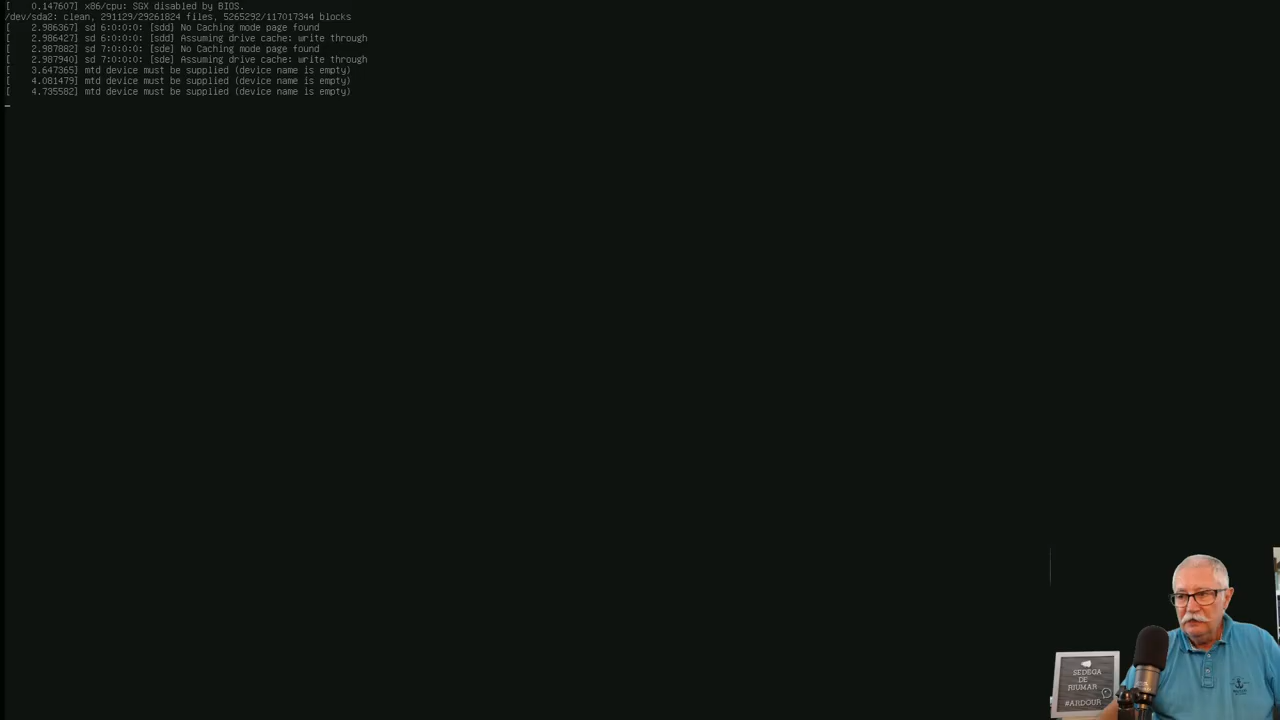 [    0.147607] x86/cpu: SGX disabled by BIOS.
/dev/sda2: clean, 291129/29261824 files, 5265292/117017344 blocks
[    2.986367] sd 6:0:0:0: [sdd] No Caching mode page found
[    2.986427] sd 6:0:0:0: [sdd] Assuming drive cache: write through
[    2.987882] sd 7:0:0:0: [sde] No Caching mode page found
[    2.987940] sd 7:0:0:0: [sde] Assuming drive cache: write through
[    3.647365] mtd device must be supplied (device name is empty)
[    4.081479] mtd device must be supplied (device name is empty)
[    4.735582] mtd device must be supplied (device name is empty)
SEDEGA
DE
RIUMAR
#ARDOUR